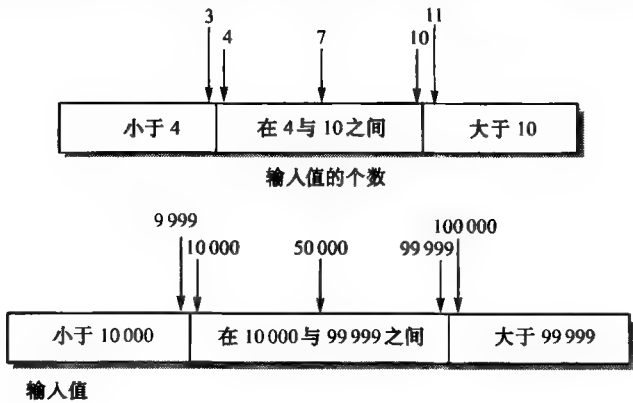 3 4 7 10 11
小于 4 在 4 与 10 之间 大于 10
输入值的个数
9 999 10 000 50 000 99 999 100 000
小于 10 000 在 10 000 与 99 999 之间 大于 99 999
输入值